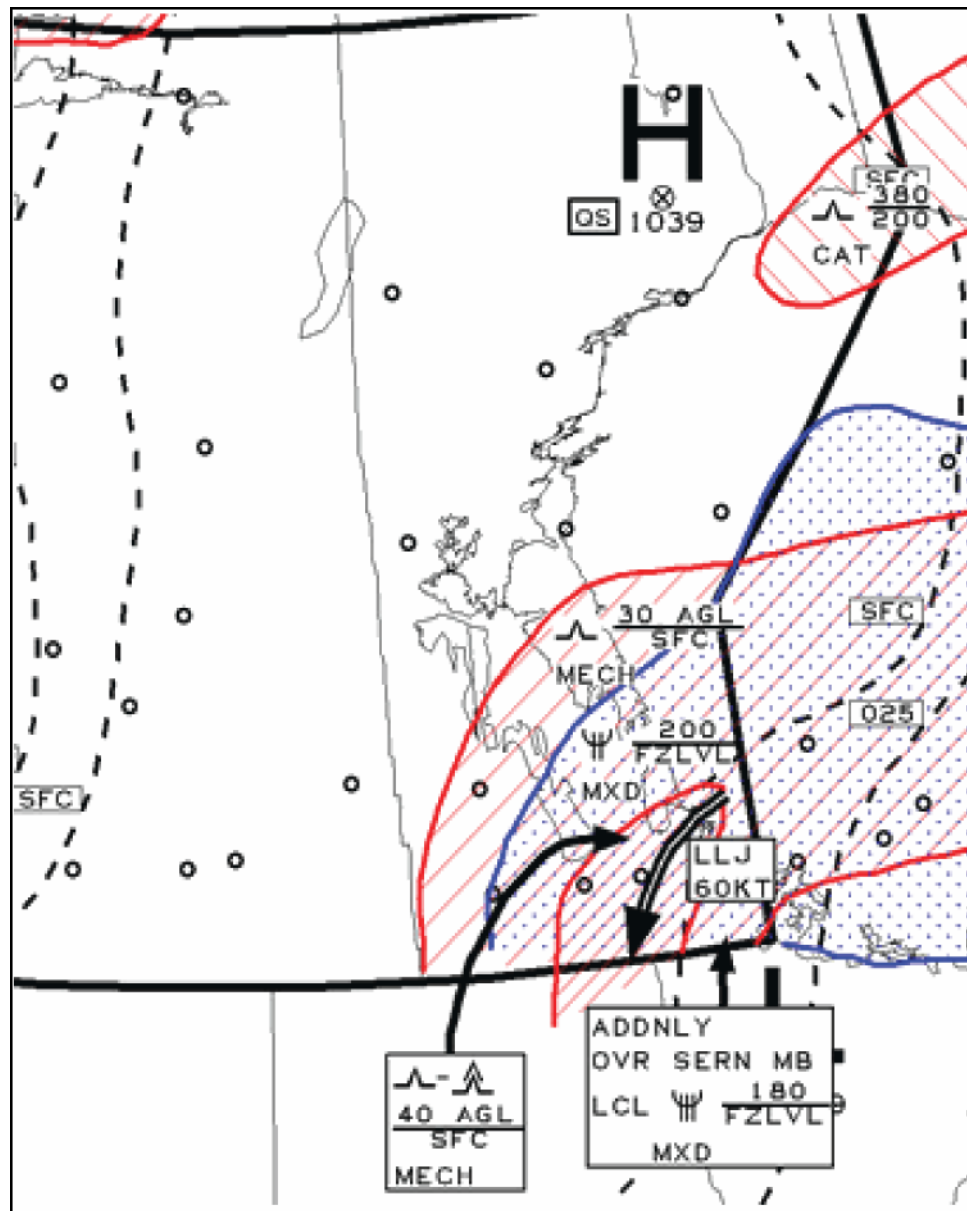 H
QS 1039
SFC
380
200
CAT
30 AGL
SFC
MECH
SFC
200
FZLVL
MXD
025
SFC
LLJ
60KT
40 AGL
SFC
MECH
ADDNLY
OVR SERN MB
LCL 180
FZLVL
MXD